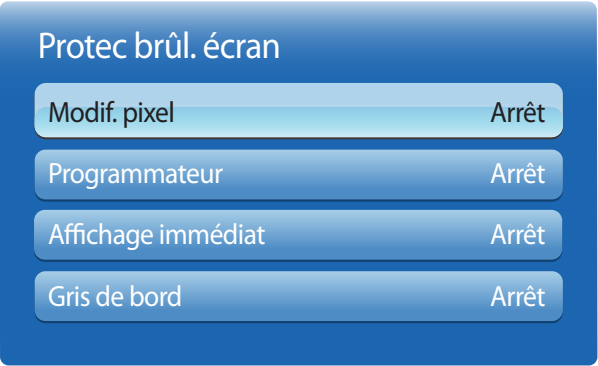 Protec brûl. écran
Modif. pixel Arrêt
Programmateur Arrêt
Affichage immédiat Arrêt
Gris de bord Arrêt